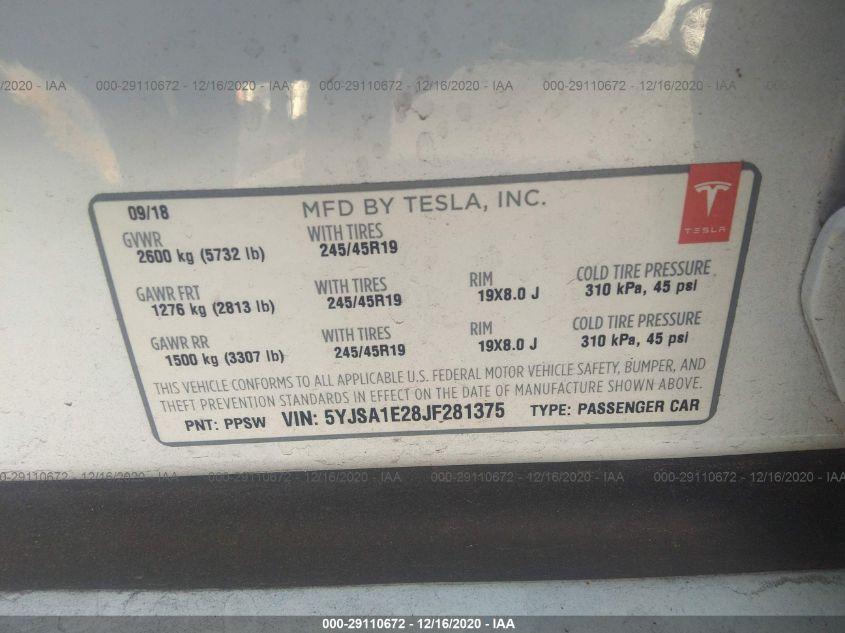 2020 - IAA 000-29110672 - 12/16/2020 - IAA 000-29110672 - 12/16/2020 - IAA 000-29110672 - 12/16/2020 - IAA
09/18 MFD BY TESLA, INC.
TESLA
GVWR WITH TIRES
2600 kg (5732 lb) 245/45R19
GAWR FRT WITH TIRES RIM COLD TIRE PRESSURE
1276 kg (2813 lb) 245/45R19 19X8.0 J 310 kPa, 45 psi
GAWR RR WITH TIRES RIM COLD TIRE PRESSURE
1500 kg (3307 lb) 245/45R19 19X8.0 J 310 kPa, 45 psi
THIS VEHICLE CONFORMS TO ALL APPLICABLE U.S. FEDERAL MOTOR VEHICLE SAFETY, BUMPER, AND
THEFT PREVENTION STANDARDS IN EFFECT ON THE DATE OF MANUFACTURE SHOWN ABOVE.
PNT: PPSW VIN: 5YJSA1E28JF281375 TYPE: PASSENGER CAR
2020 - IAA 000-29110672 - 12/16/2020 - IAA 000-29110672 - 12/16/2020 - IAA 000-29110672 - 12/16/2020 - IAA
000-29110672 - 12/16/2020 - IAA